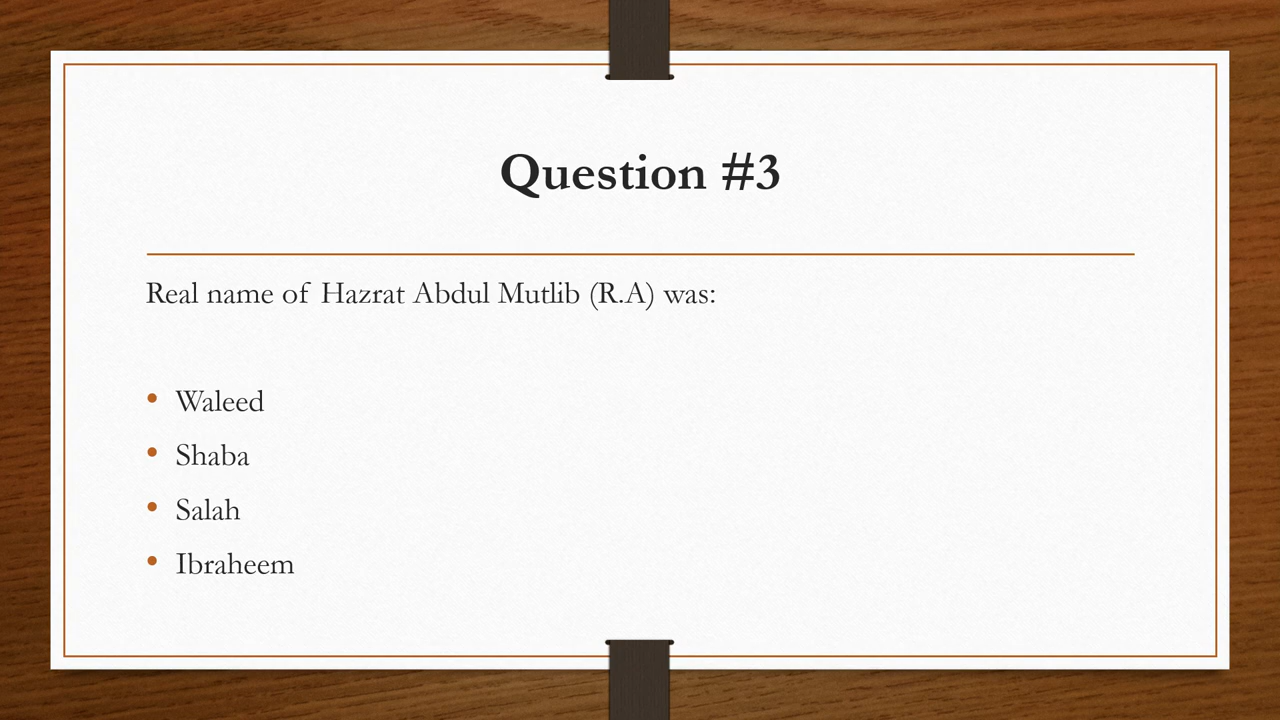 Question #3
Real name of Hazrat Abdul Mutlib (R.A) was:
• Waleed
• Shaba
• Salah
• Ibraheem